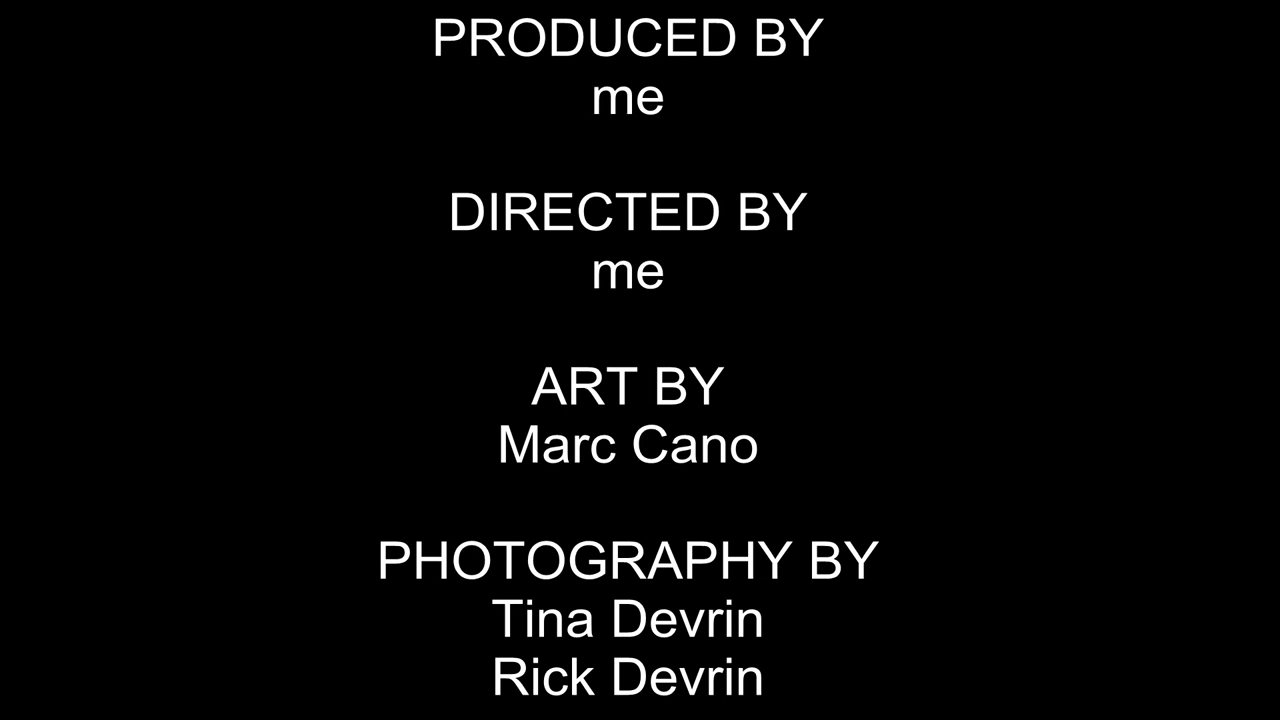 PRODUCED BY
me
DIRECTED BY
me
ART BY
Marc Cano
PHOTOGRAPHY BY
Tina Devrin
Rick Devrin